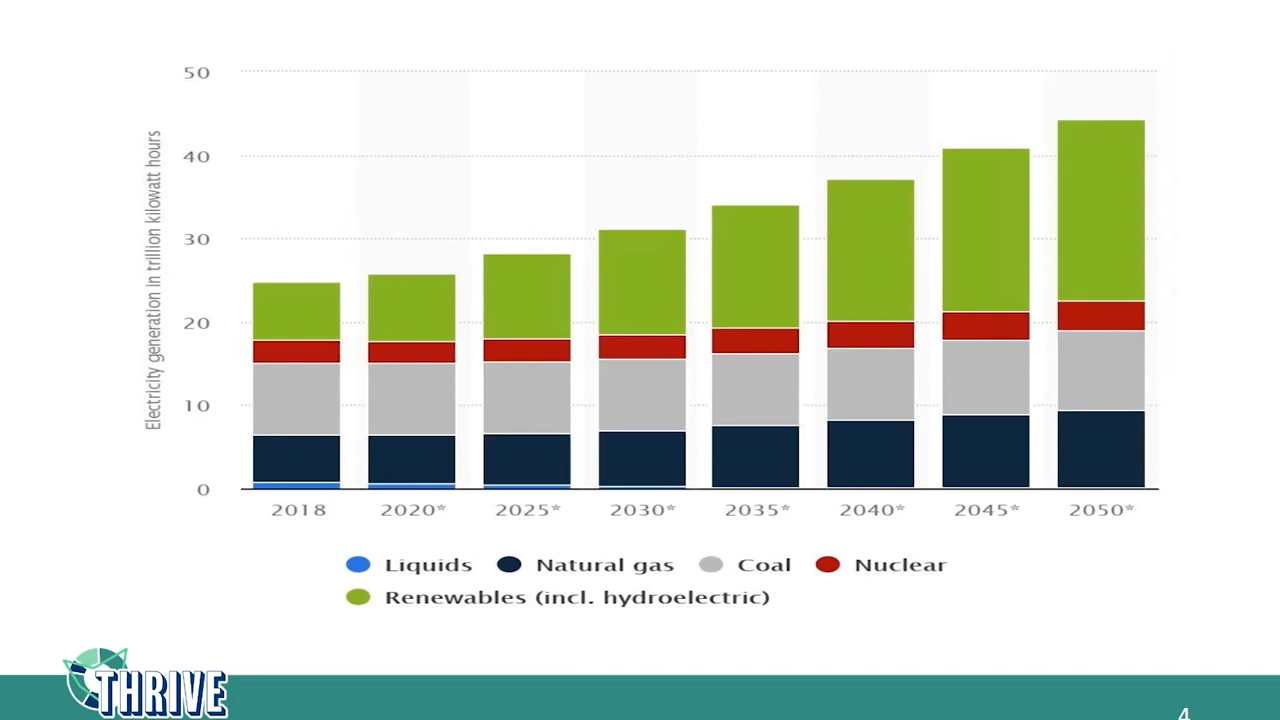 Electricity generation in trillion kilowatt hours
50
40
30
20
10
0
2018 2020* 2025* 2030* 2035* 2040* 2045* 2050*
Liquids Natural gas Coal Nuclear
Renewables (incl. hydroelectric)
THRIVE
4